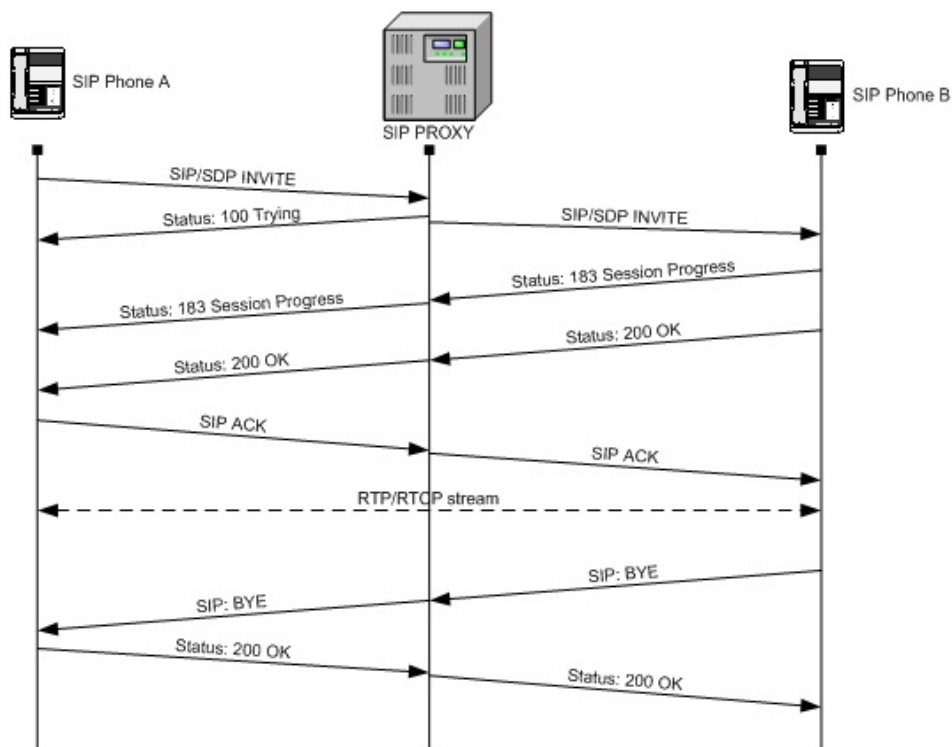 SIP Phone A
SIP PROXY
SIP Phone B
SIP/SDP INVITE
Status: 100 Trying
SIP/SDP INVITE
Status: 183 Session Progress
Status: 183 Session Progress
Status: 200 OK
Status: 200 OK
SIP ACK
SIP ACK
RTP/RTCP stream
SIP: BYE
SIP: BYE
Status: 200 OK
Status: 200 OK